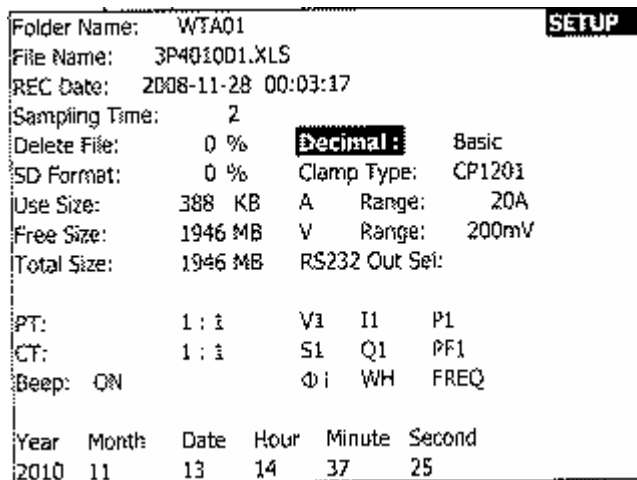 Folder Name: WTA01 SETUP
File Name: 3P401001.XLS
REC Date: 2008-11-28 00:03:17
Sampling Time: 2
Delete File: 0 % Decimal: Basic
SD Format: 0 % Clamp Type: CP1201
Use Size: 388 KB A Range: 20A
Free Size: 1946 MB V Range: 200mV
Total Size: 1946 MB RS232 Out Sel:
PT: 1 : 1 V1 I1 P1
CT: 1 : 1 S1 Q1 PF1
Beep: ON Φ1 WH FREQ
Year Month Date Hour Minute Second
2010 11 13 14 37 25